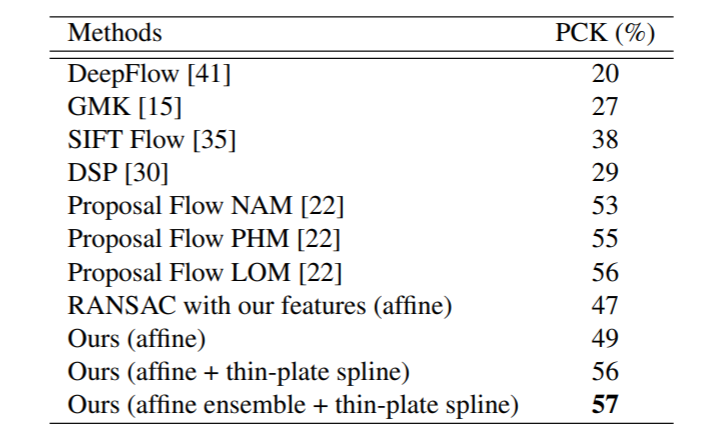 Methods PCK (%)
DeepFlow [41] 20
GMK [15] 27
SIFT Flow [35] 38
DSP [30] 29
Proposal Flow NAM [22] 53
Proposal Flow PHM [22] 55
Proposal Flow LOM [22] 56
RANSAC with our features (affine) 47
Ours (affine) 49
Ours (affine + thin-plate spline) 56
Ours (affine ensemble + thin-plate spline) 57